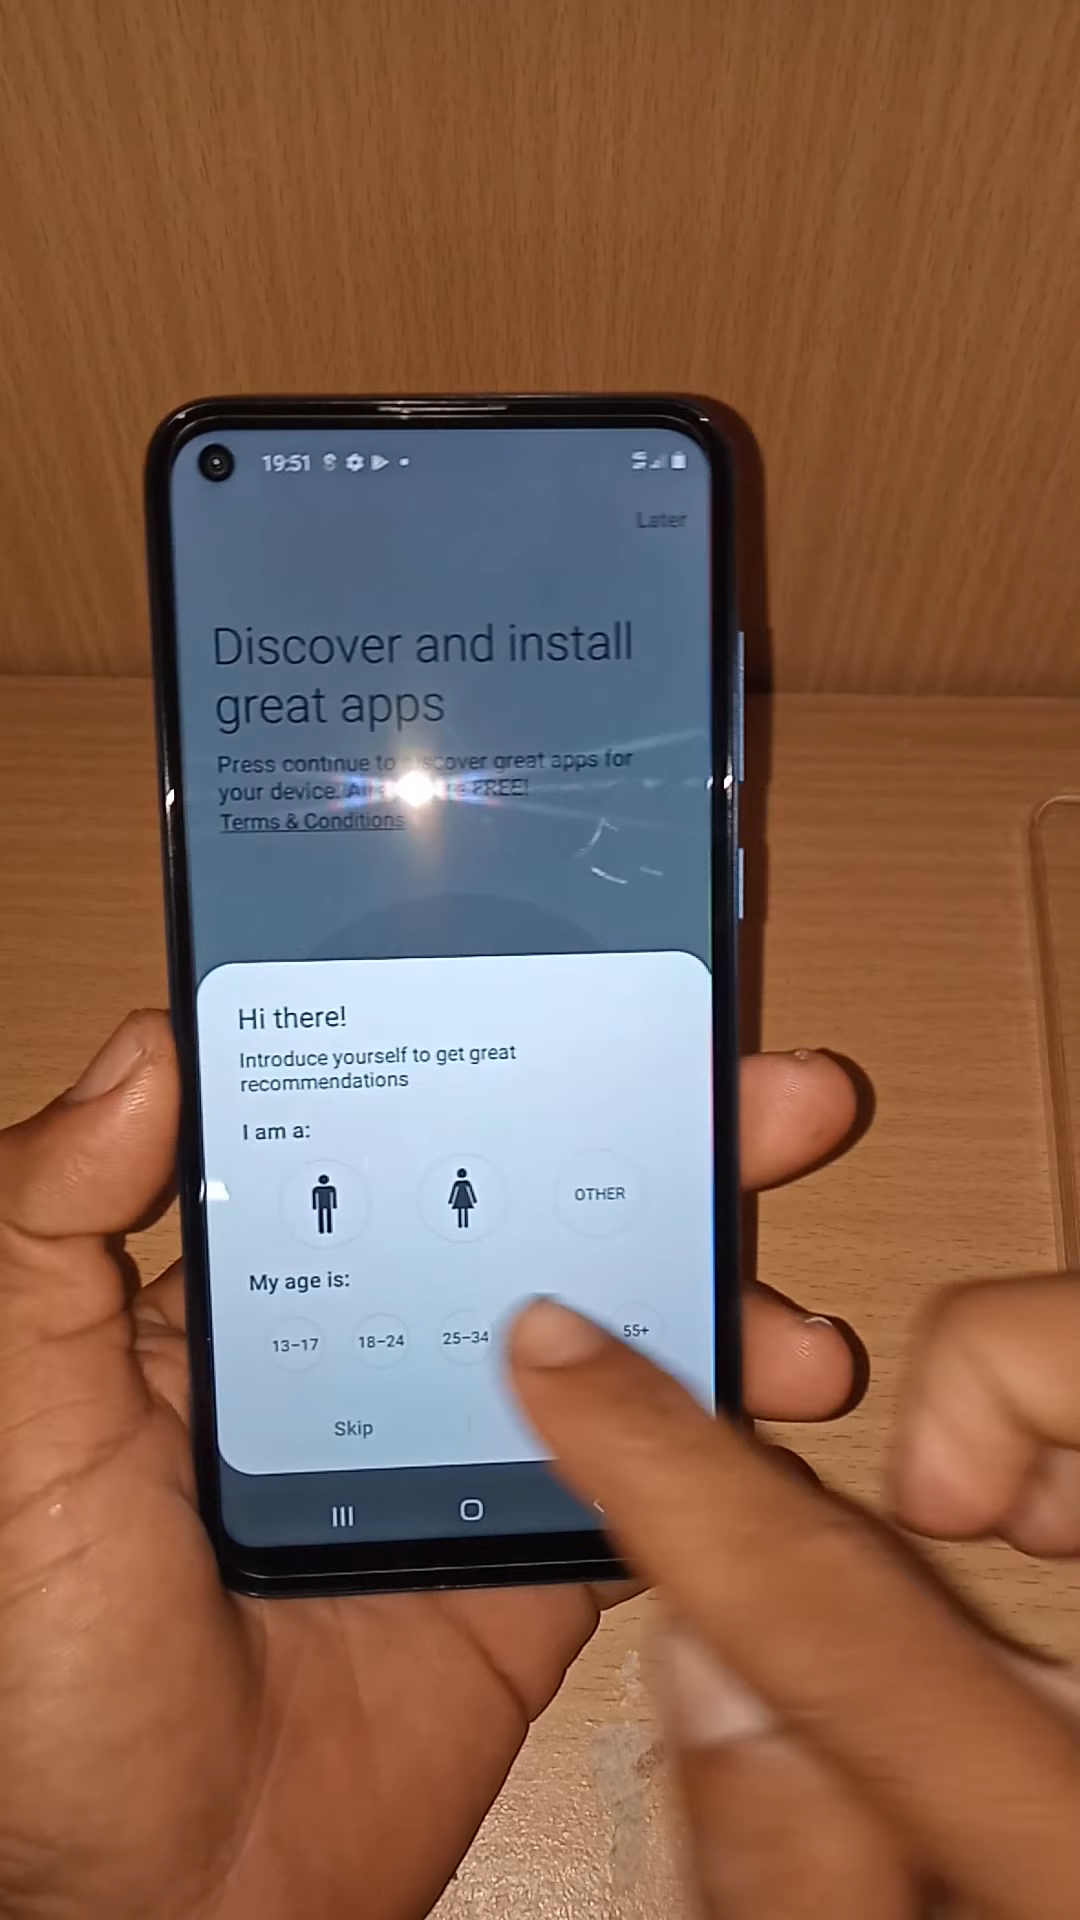 19:51
Later
Discover and install
great apps
Press continue to discover great apps for
your device. FREE!
Terms & Conditions
Hi there!
Introduce yourself to get great
recommendations
I am a:
OTHER
My age is:
13–17 18–24 25–34 55+
Skip